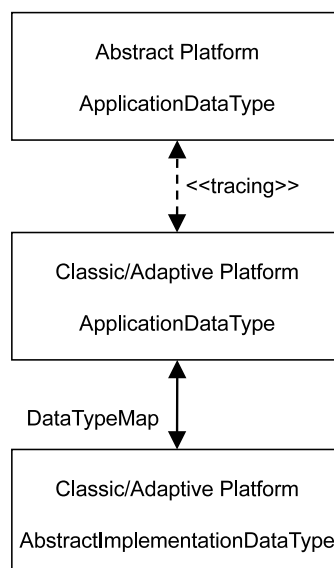 Abstract Platform
ApplicationDataType
<<tracing>>
Classic/Adaptive Platform
ApplicationDataType
DataTypeMap
Classic/Adaptive Platform
AbstractImplementationDataType